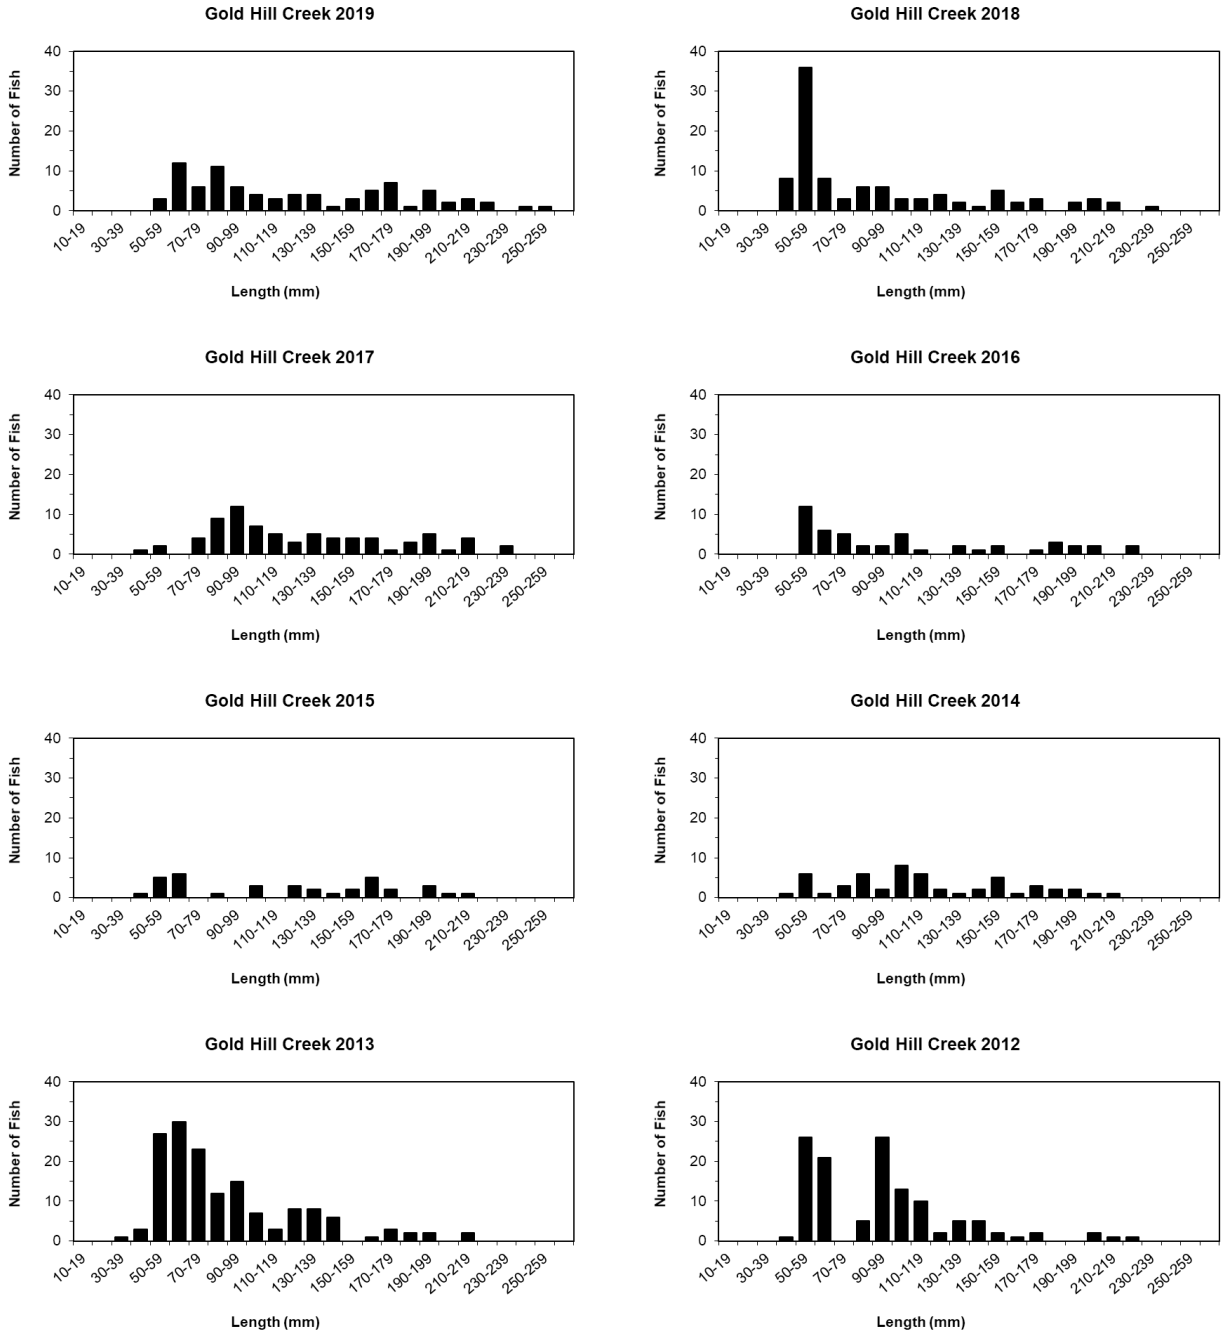 Gold Hill Creek 2019
Number of Fish
40
30
20
10
0
10-19 30-39 50-59 70-79 90-99 110-119 130-139 150-159 170-179 190-199 210-219 230-239 250-259
Length (mm)
Gold Hill Creek 2018
Number of Fish
40
30
20
10
0
10-19 30-39 50-59 70-79 90-99 110-119 130-139 150-159 170-179 190-199 210-219 230-239 250-259
Length (mm)
Gold Hill Creek 2017
Number of Fish
40
30
20
10
0
10-19 30-39 50-59 70-79 90-99 110-119 130-139 150-159 170-179 190-199 210-219 230-239 250-259
Length (mm)
Gold Hill Creek 2016
Number of Fish
40
30
20
10
0
10-19 30-39 50-59 70-79 90-99 110-119 130-139 150-159 170-179 190-199 210-219 230-239 250-259
Length (mm)
Gold Hill Creek 2015
Number of Fish
40
30
20
10
0
10-19 30-39 50-59 70-79 90-99 110-119 130-139 150-159 170-179 190-199 210-219 230-239 250-259
Length (mm)
Gold Hill Creek 2014
Number of Fish
40
30
20
10
0
10-19 30-39 50-59 70-79 90-99 110-119 130-139 150-159 170-179 190-199 210-219 230-239 250-259
Length (mm)
Gold Hill Creek 2013
Number of Fish
40
30
20
10
0
10-19 30-39 50-59 70-79 90-99 110-119 130-139 150-159 170-179 190-199 210-219 230-239 250-259
Length (mm)
Gold Hill Creek 2012
Number of Fish
40
30
20
10
0
10-19 30-39 50-59 70-79 90-99 110-119 130-139 150-159 170-179 190-199 210-219 230-239 250-259
Length (mm)